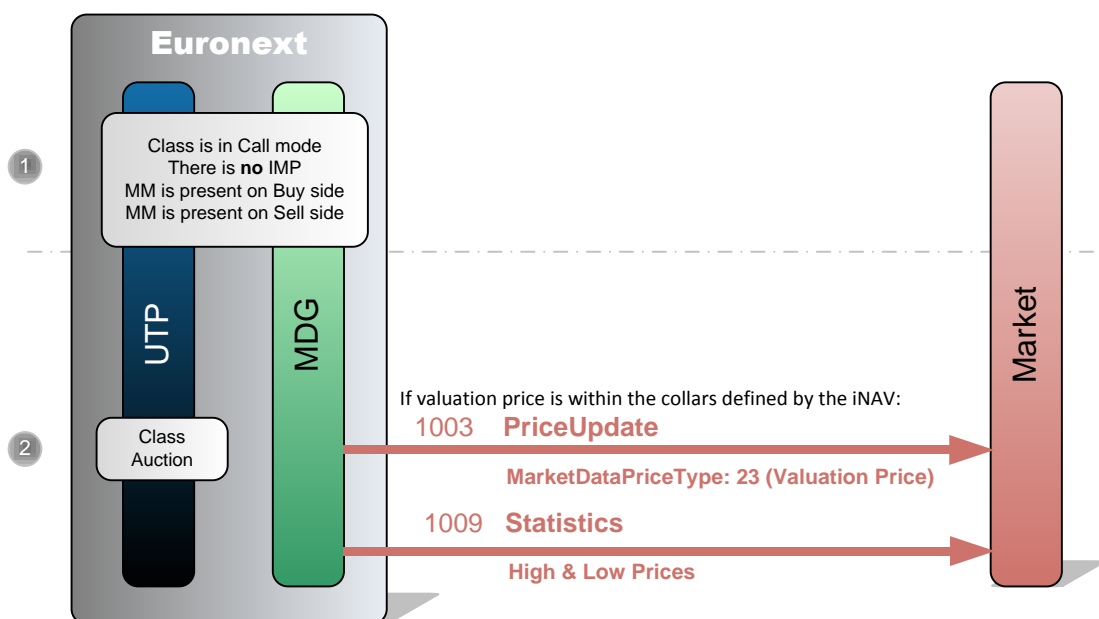 Euronext
1
Class is in Call mode
There is no IMP
MM is present on Buy side
MM is present on Sell side
UTP
MDG
Market
If valuation price is within the collars defined by the iNAV:
1003 PriceUpdate
2
Class
Auction
MarketDataPriceType: 23 (Valuation Price)
1009 Statistics
High & Low Prices